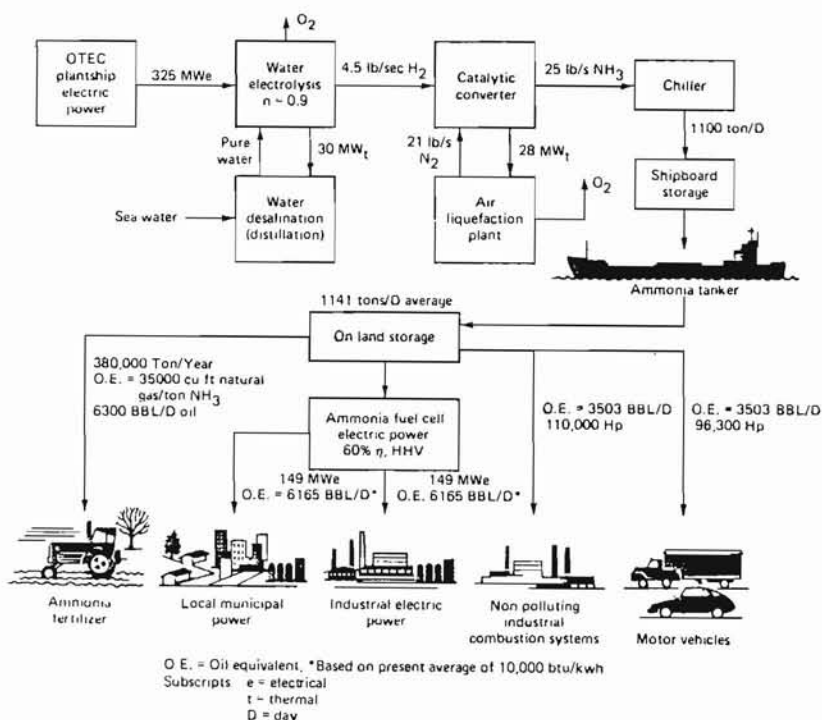 O2
OTEC
plantship
electric
power
325 MWe
Water
electrolysis
n ~ 0.9
4.5 lb/sec H2
Catalytic
converter
25 lb/s NH3
Chiller
Pure
water
30 MWt
21 lb/s
N2
28 MWt
1100 ton/D
O2
Sea water
Water
desalination
(distillation)
Air
liquefaction
plant
Shipboard
storage
Ammonia tanker
1141 tons/D average
On land storage
380,000 Ton/Year
O.E. = 35000 cu ft natural
gas/ton NH3
6300 BBL/D oil
Ammonia fuel cell
electric power
60% η, HHV
O.E. = 3503 BBL/D
110,000 Hp
O.E. = 3503 BBL/D
96,300 Hp
149 MWe
O.E. = 6165 BBL/D*
149 MWe
O.E. 6165 BBL/D*
Ammonia
fertilizer
Local municipal
power
Industrial electric
power
Non polluting
industrial
combustion systems
Motor vehicles
O.E. = Oil equivalent, *Based on present average of 10,000 btu/kwh
Subscripts e = electrical
t = thermal
D = day